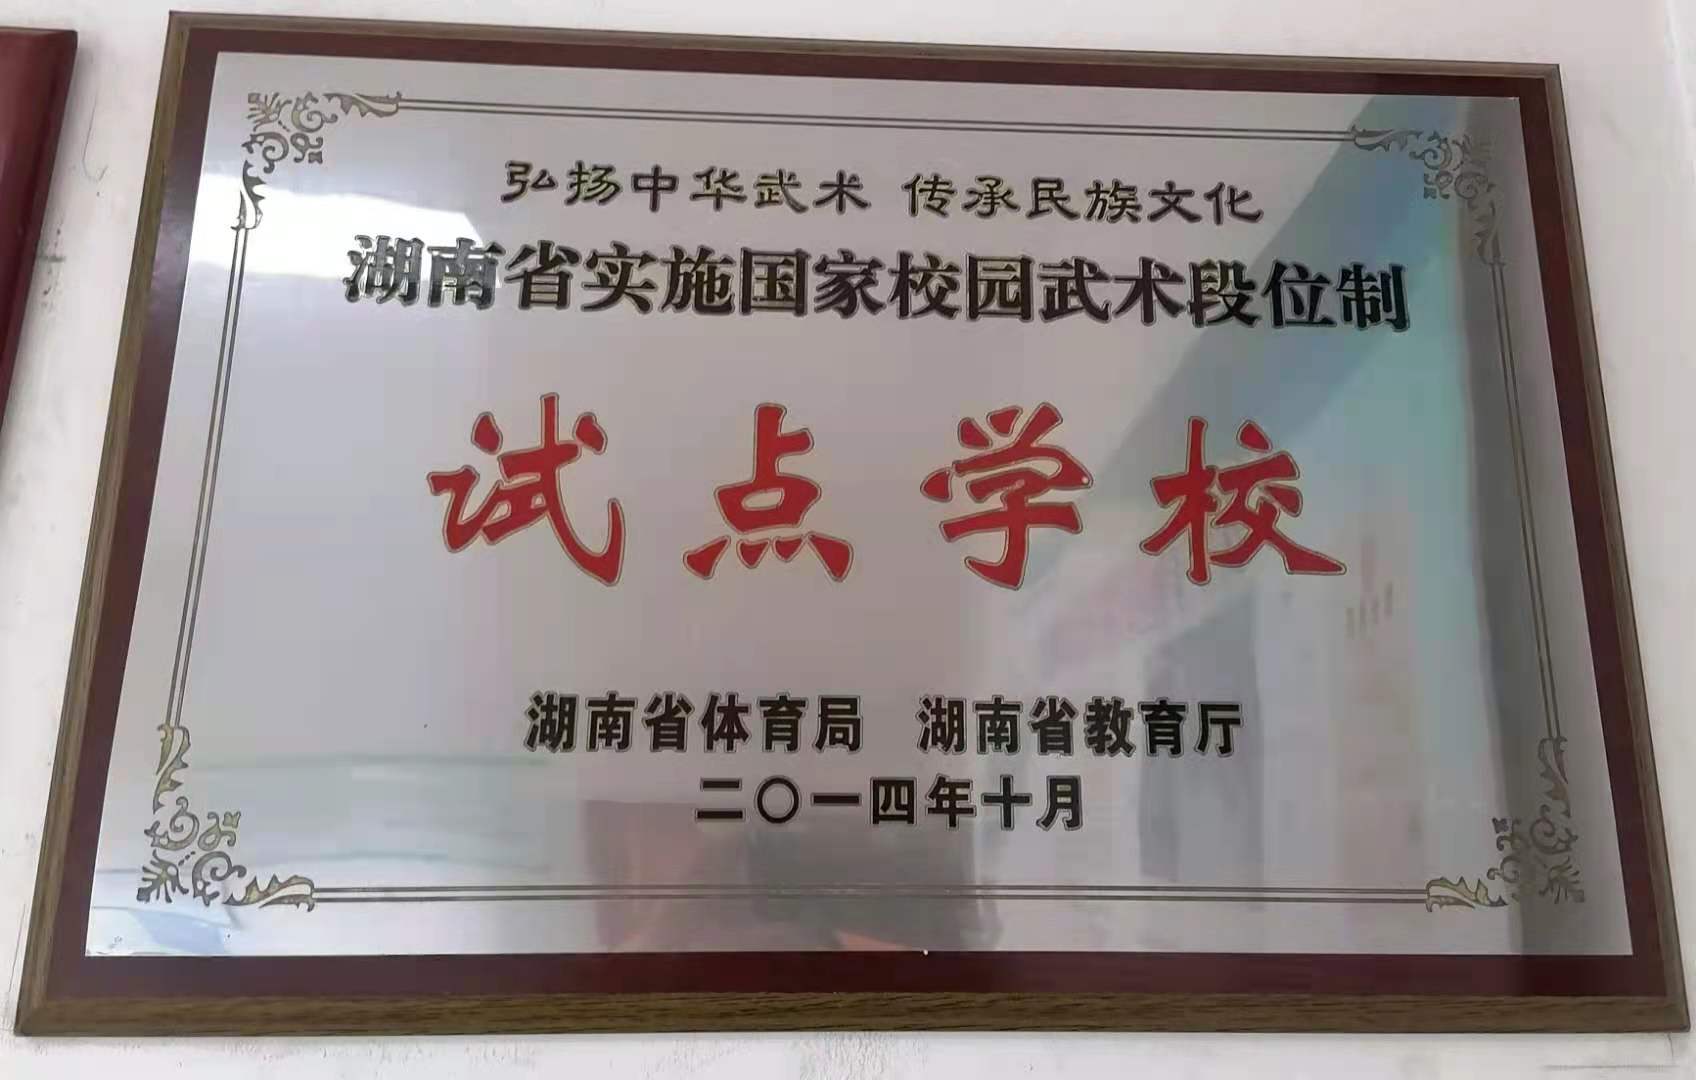 弘扬中华武术 传承民族文化
湖南省实施国家校园武术段位制
试点学校
湖南省体育局 湖南省教育厅
二〇一四年十月